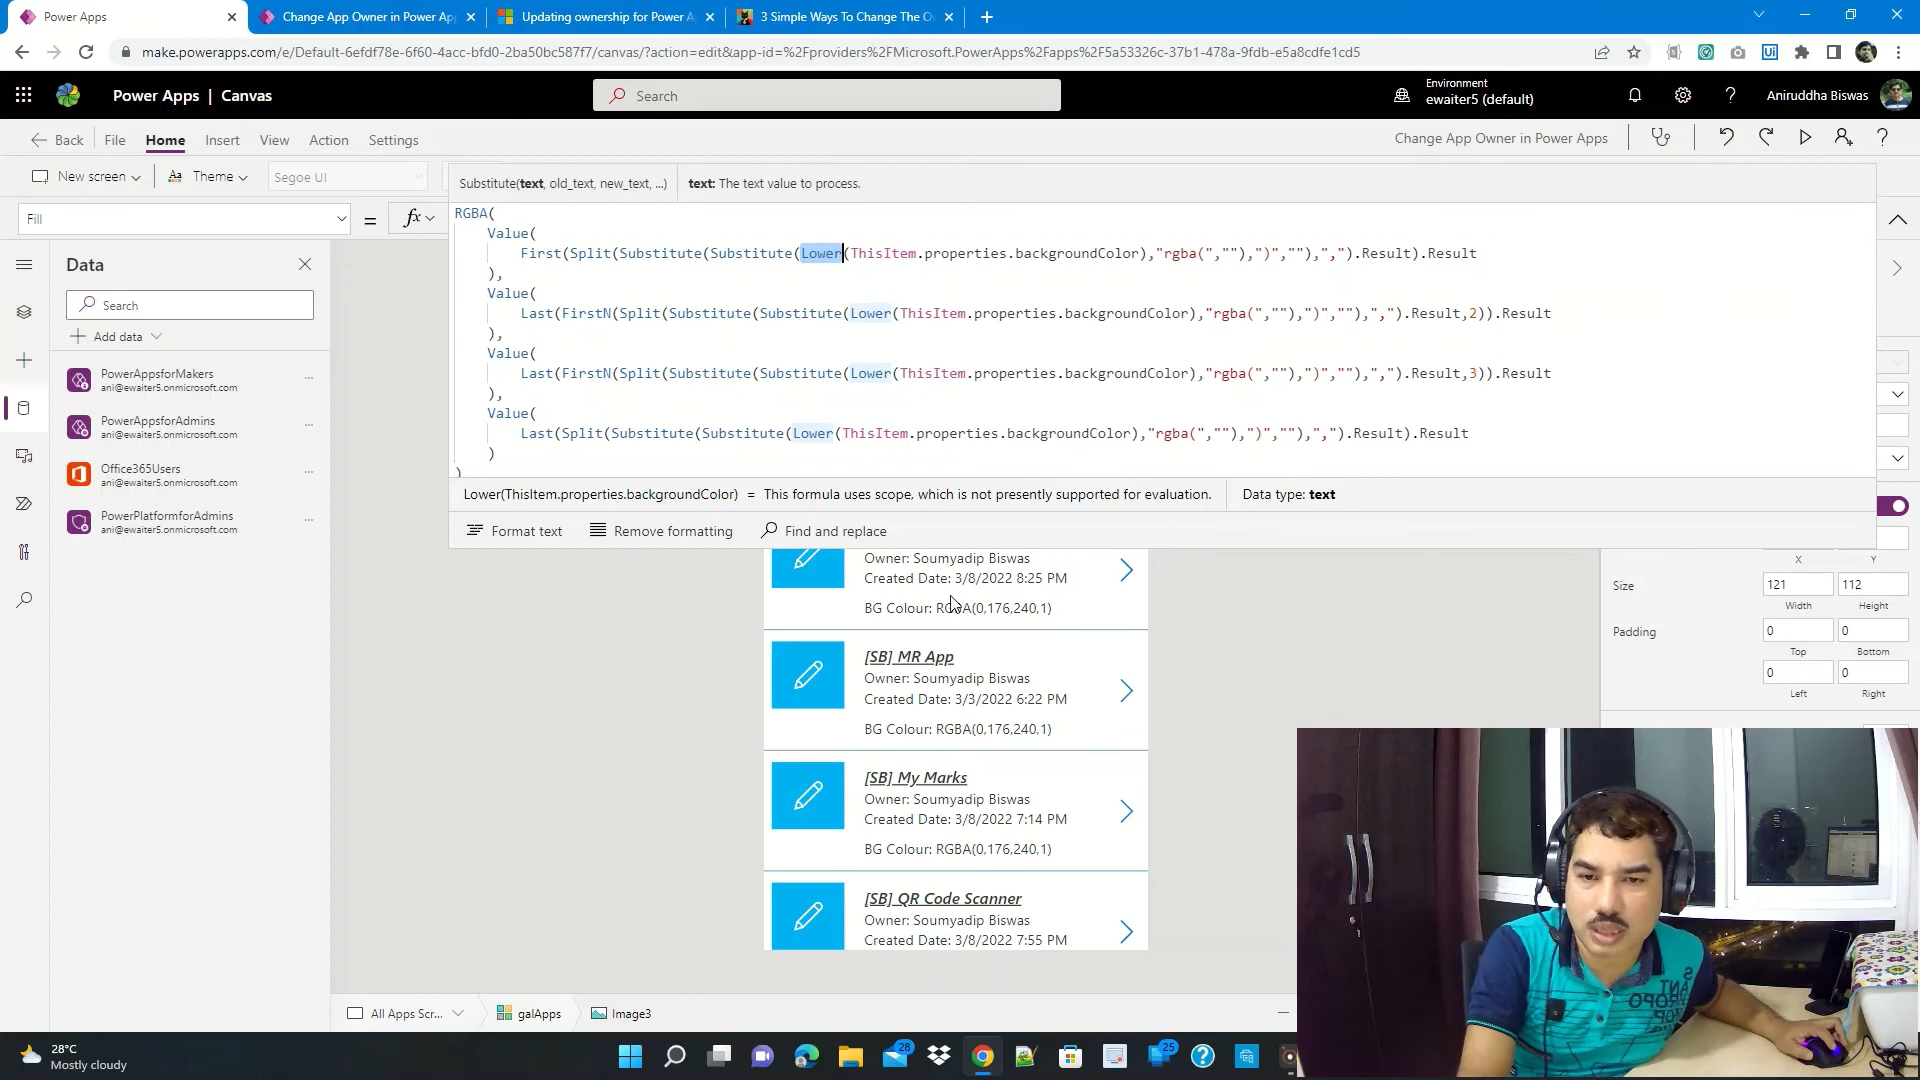 Power Apps
Change App Owner in Power App
Updating ownership for Power A
3 Simple Ways To Change The O
make.powerapps.com/e/Default-6efdf78e-6f60-4acc-bfd0-2ba50bc587f7/canvas/?action=edit&app-id=%2Fproviders%2FMicrosoft.PowerApps%2Fapps%2F5a53326c-37b1-478a-9fdb-e5a8cdfe1cd5
Power Apps | Canvas
Search
Environment
ewaiter5 (default)
Aniruddha Biswas
Back File Home Insert View Action Settings
Change App Owner in Power Apps
New screen
Theme
Segoe UI
Substitute(text, old_text, new_text, ...)
text: The text value to process.
Fill
=
fx
RGBA(
Value(
First(Split(Substitute(Substitute(Lower(ThisItem.properties.backgroundColor),"rgba(",""),")",""),",").Result).Result
),
Value(
Last(FirstN(Split(Substitute(Substitute(Lower(ThisItem.properties.backgroundColor),"rgba(",""),")",""),",").Result,2)).Result
),
Value(
Last(FirstN(Split(Substitute(Substitute(Lower(ThisItem.properties.backgroundColor),"rgba(",""),")",""),",").Result,3)).Result
),
Value(
Last(Split(Substitute(Substitute(Lower(ThisItem.properties.backgroundColor),"rgba(",""),")",""),",").Result).Result
)
)
Lower(ThisItem.properties.backgroundColor) = This formula uses scope, which is not presently supported for evaluation.
Data type: text
Format text
Remove formatting
Find and replace
Data
Search
Add data
PowerAppsforMakers
ani@ewaiter5.onmicrosoft.com
PowerAppsforAdmins
ani@ewaiter5.onmicrosoft.com
Office365Users
ani@ewaiter5.onmicrosoft.com
PowerPlatformforAdmins
ani@ewaiter5.onmicrosoft.com
Owner: Soumyadip Biswas
Created Date: 3/8/2022 8:25 PM
BG Colour: RGBA(0,176,240,1)
[SB] MR App
Owner: Soumyadip Biswas
Created Date: 3/3/2022 6:22 PM
BG Colour: RGBA(0,176,240,1)
[SB] My Marks
Owner: Soumyadip Biswas
Created Date: 3/8/2022 7:14 PM
BG Colour: RGBA(0,176,240,1)
[SB] QR Code Scanner
Owner: Soumyadip Biswas
Created Date: 3/8/2022 7:55 PM
X Y
Size 121 112
Width Height
Padding 0 0
Top Bottom
0 0
Left Right
All Apps Scr...
galApps
Image3
28°C
Mostly cloudy
28
25